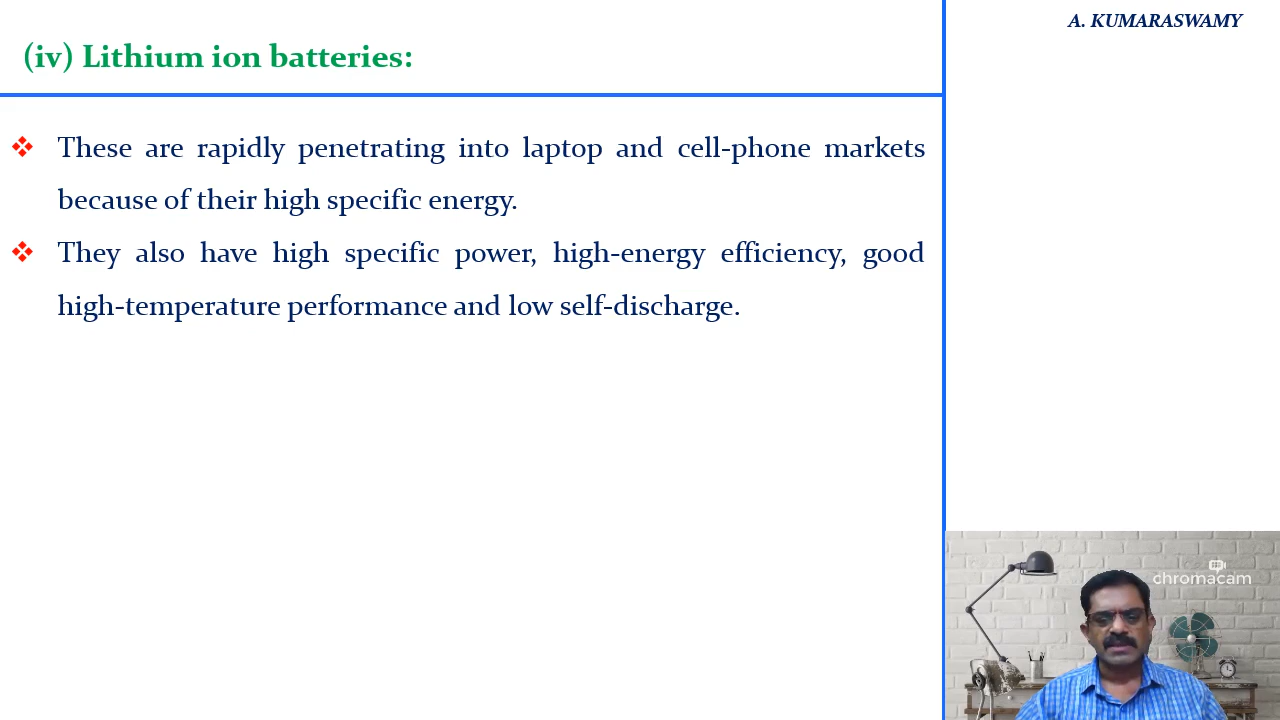 A. KUMARASWAMY
(iv) Lithium ion batteries:
These are rapidly penetrating into laptop and cell-phone markets
because of their high specific energy.
They also have high specific power, high-energy efficiency, good
high-temperature performance and low self-discharge.
chromacam